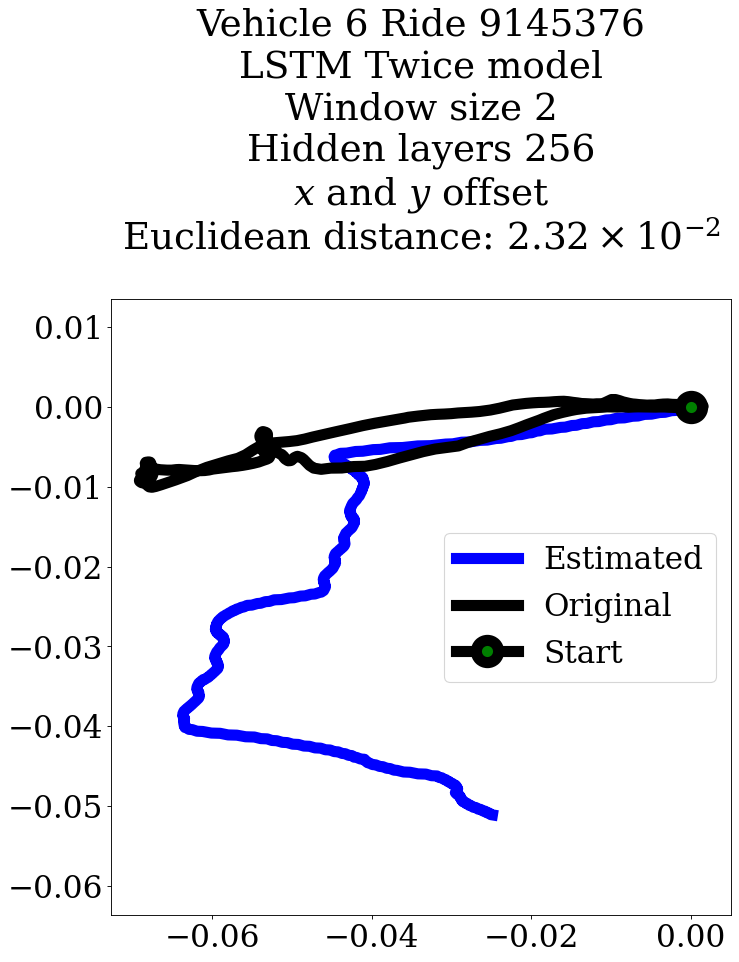 Vehicle 6 Ride 9145376
LSTM Twice model
Window size 2
Hidden layers 256
x and y offset
Euclidean distance: 2.32 × 10⁻²
0.01
0.00
−0.01
−0.02
−0.03
−0.04
−0.05
−0.06
Estimated
Original
Start
−0.06 −0.04 −0.02 0.00